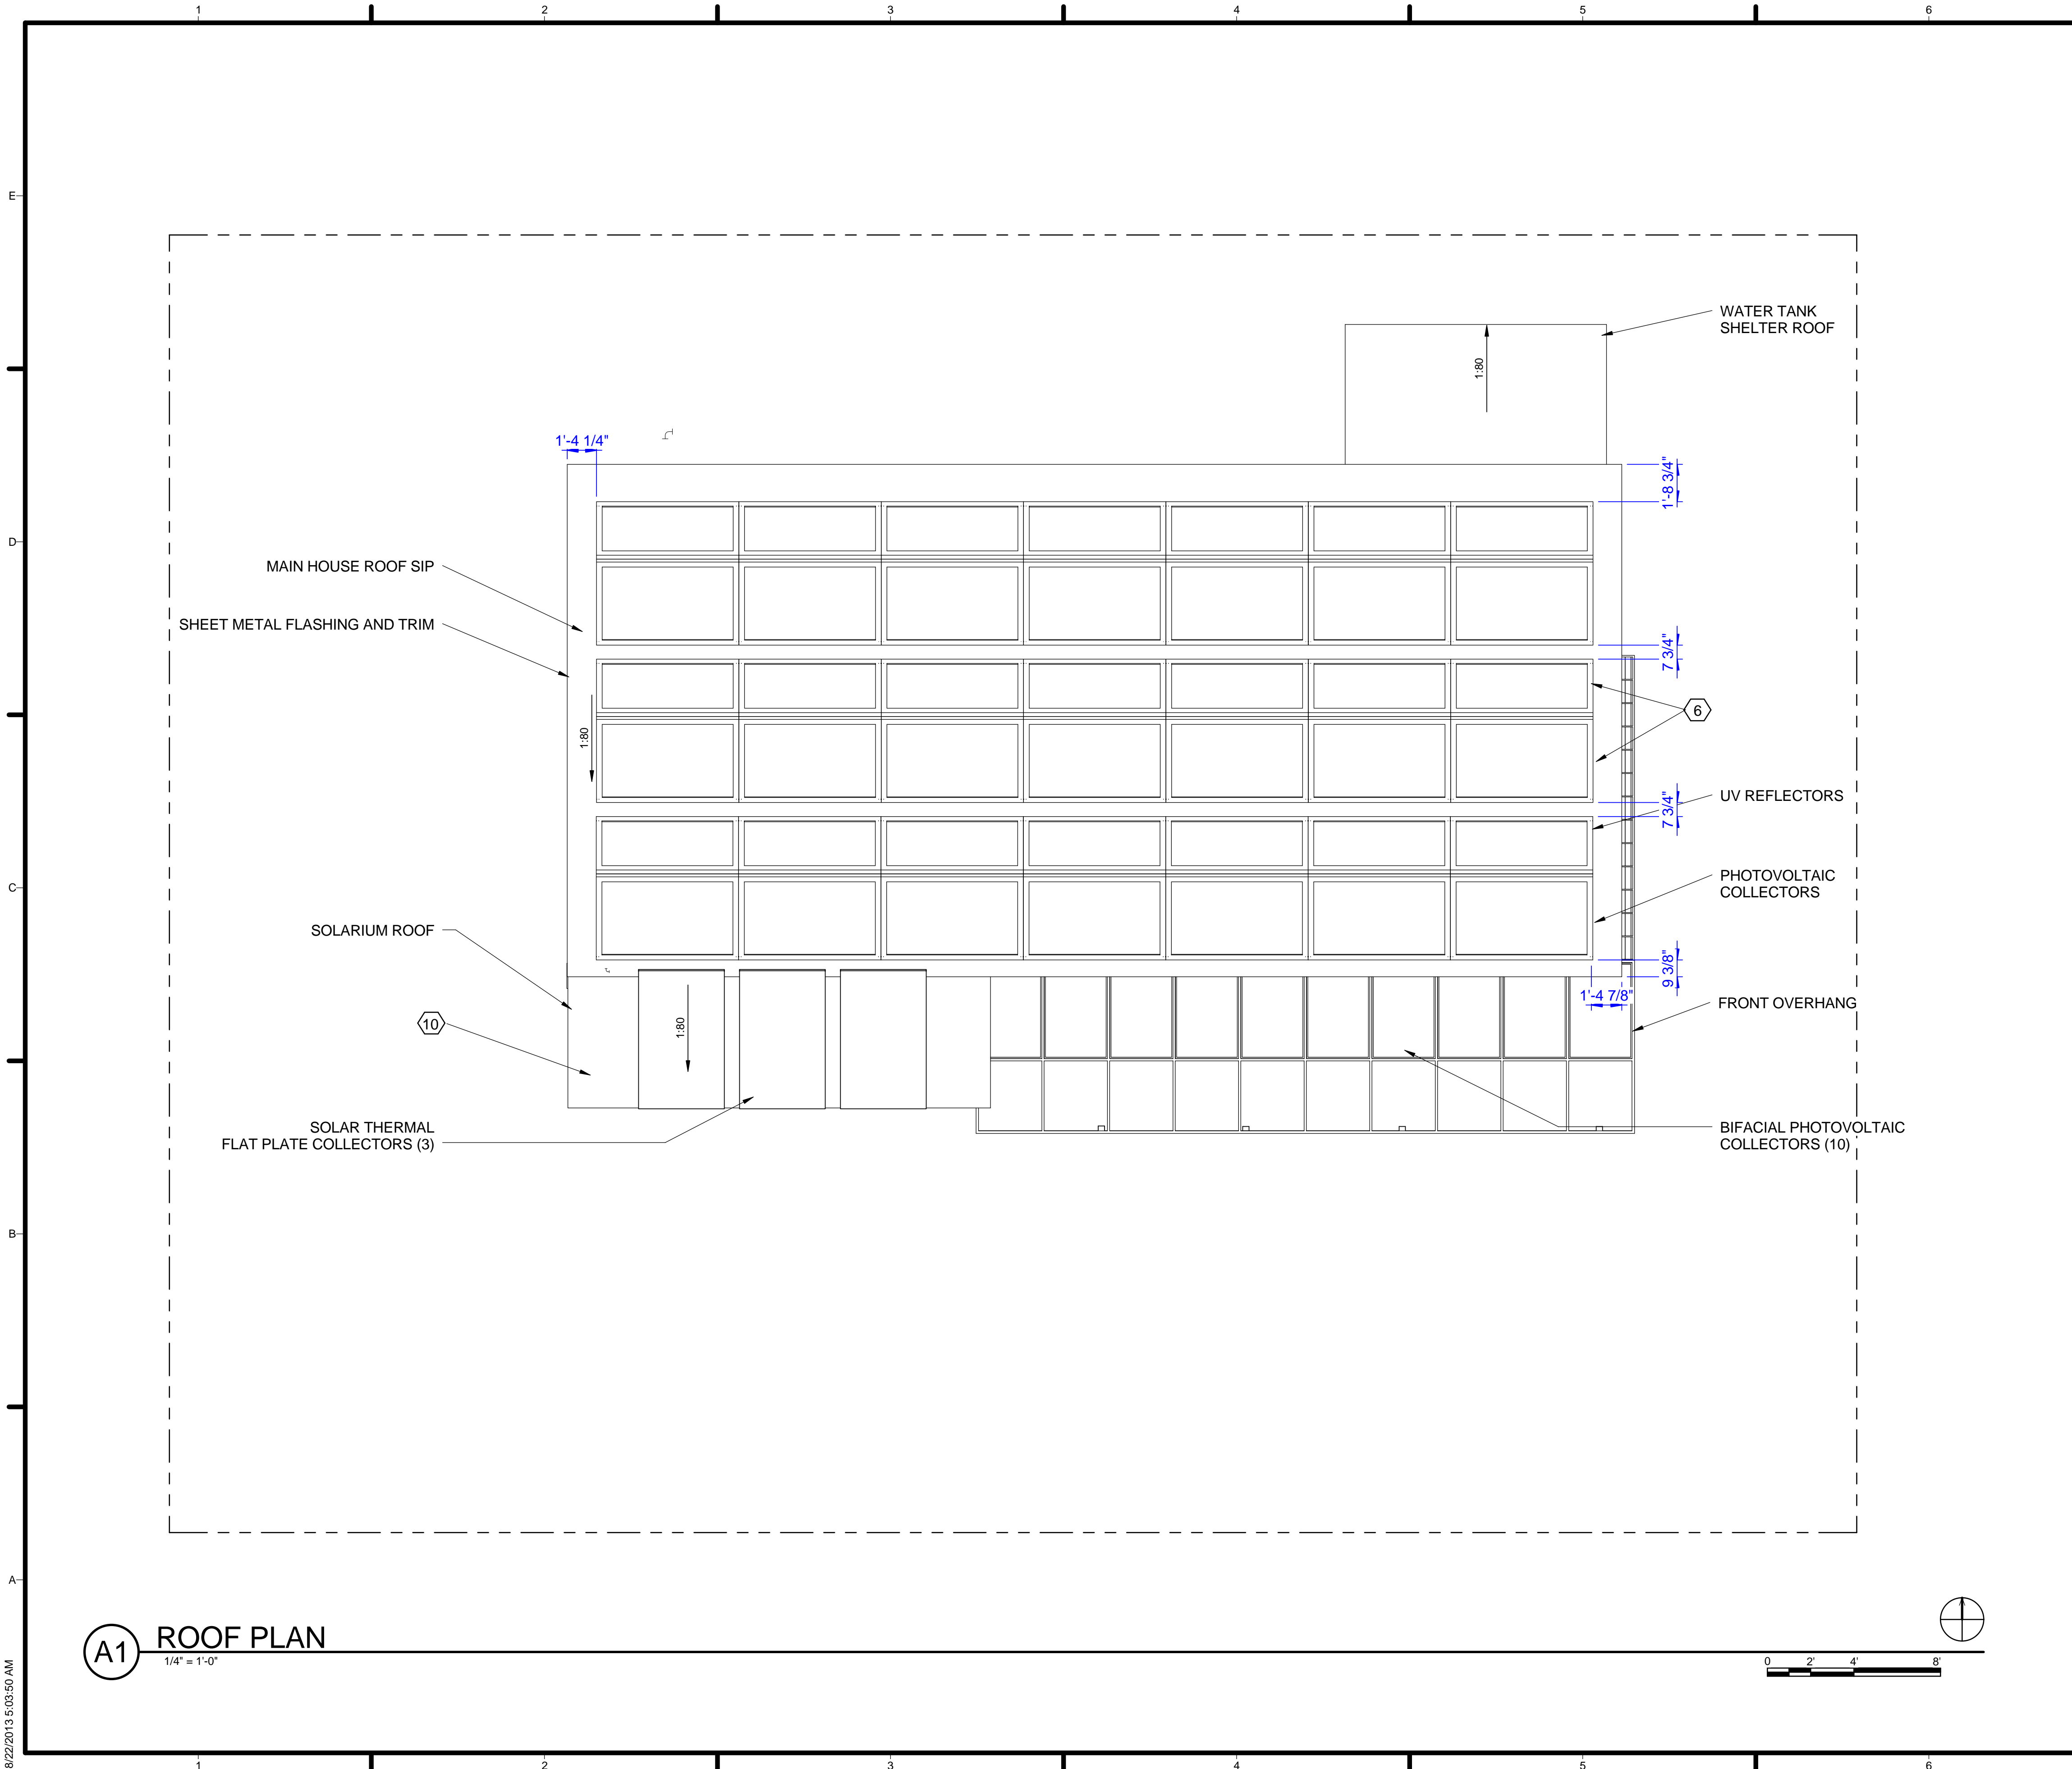 1 2 3 4 5 6
E
WATER TANK
SHELTER ROOF
1:80
1'-4 1/4"
1'-8 3/4"
D
MAIN HOUSE ROOF SIP
SHEET METAL FLASHING AND TRIM
7 3/4"
6
1:80
UV REFLECTORS
7 3/4"
PHOTOVOLTAIC
COLLECTORS
C
SOLARIUM ROOF
9 3/8"
1'-4 7/8"
FRONT OVERHANG
10
1:80
SOLAR THERMAL
FLAT PLATE COLLECTORS (3)
BIFACIAL PHOTOVOLTAIC
COLLECTORS (10)
B
A
A1
ROOF PLAN
1/4" = 1'-0"
0 2' 4' 8'
8/22/2013 5:03:50 AM
1 2 3 4 5 6